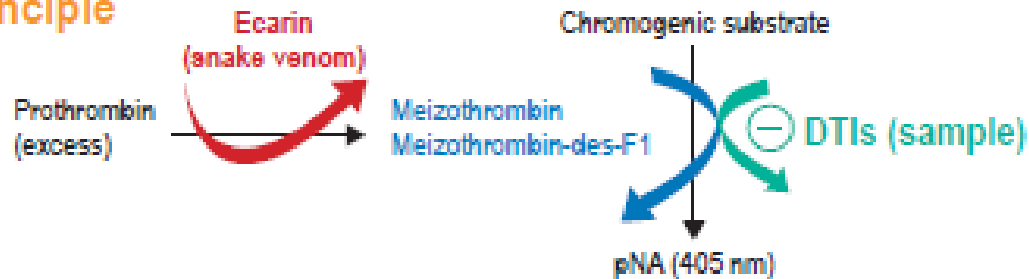 nciple
Ecarin
(snake venom)
Chromogenic substrate
Prothrombin
(excess)
Meizothrombin
Meizothrombin-des-F1
DTIs (sample)
pNA (405 nm)